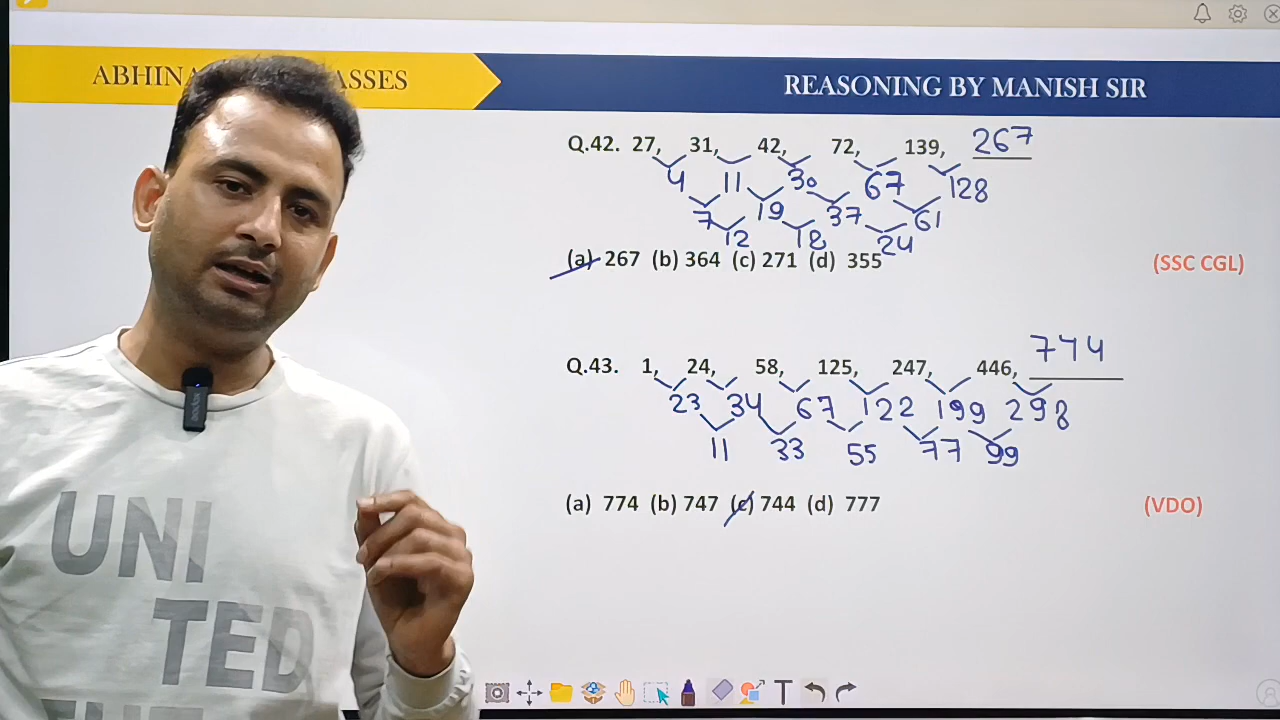 ABHINA ASSES
REASONING BY MANISH SIR
Q.42. 27, 31, 42, 72, 139, 267
4 11 30 67 128
7 19 37 61
12 18 24
(a) 267 (b) 364 (c) 271 (d) 355
(SSC CGL)
744
Q.43. 1, 24, 58, 125, 247, 446,
23 34 67 122 199 298
11 33 55 77 99
(a) 774 (b) 747 (c) 744 (d) 777
(VDO)
UNI
TED